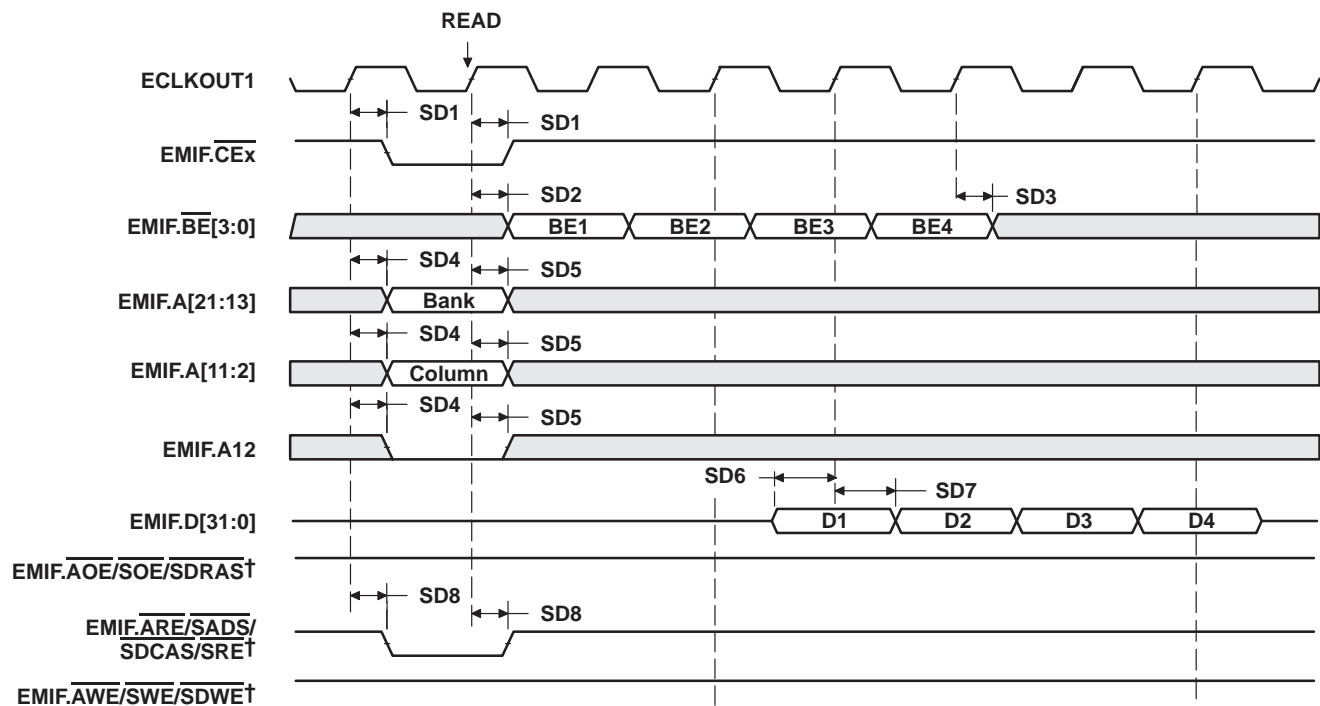 READ
ECLKOUT1
SD1
SD1
EMIF.CEx
SD2
SD3
EMIF.BE[3:0]
BE1 BE2 BE3 BE4
SD4 SD5
EMIF.A[21:13]
Bank
SD4 SD5
EMIF.A[11:2]
Column
SD4 SD5
EMIF.A12
SD6 SD7
EMIF.D[31:0]
D1 D2 D3 D4
EMIF.AOE/SOE/SDRAS†
SD8 SD8
EMIF.ARE/SADS/
SDCAS/SRE†
EMIF.AWE/SWE/SDWE†